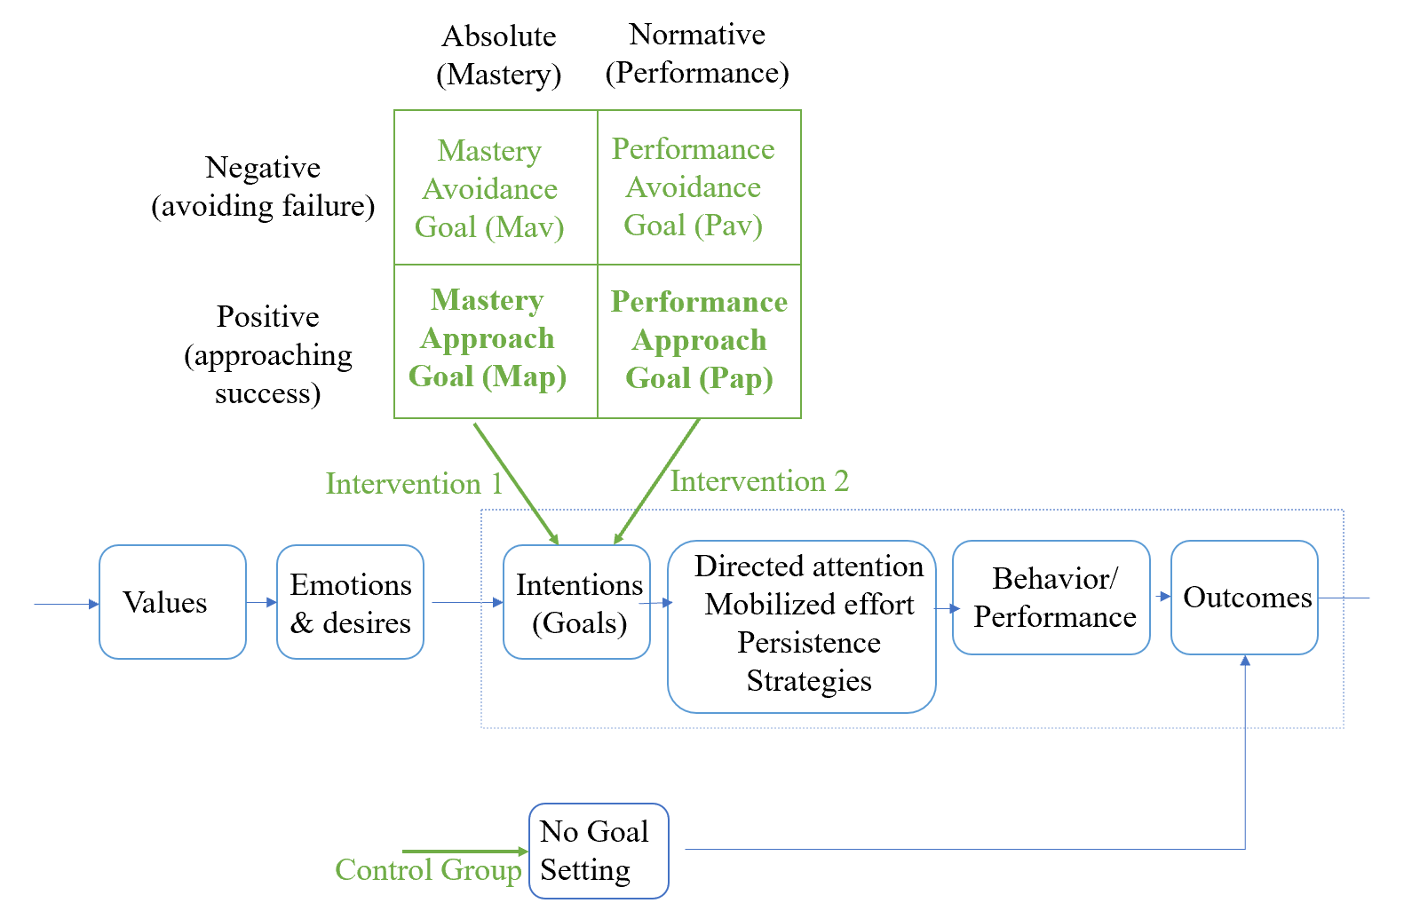 Absolute
(Mastery)
Normative
(Performance)
Negative
(avoiding failure)
Mastery
Avoidance
Goal (Mav)
Performance
Avoidance
Goal (Pav)
Positive
(approaching
success)
Mastery
Approach
Goal (Map)
Performance
Approach
Goal (Pap)
Intervention 1
Intervention 2
Values
Emotions
& desires
Intentions
(Goals)
Directed attention
Mobilized effort
Persistence
Strategies
Behavior/
Performance
Outcomes
Control Group
No Goal
Setting